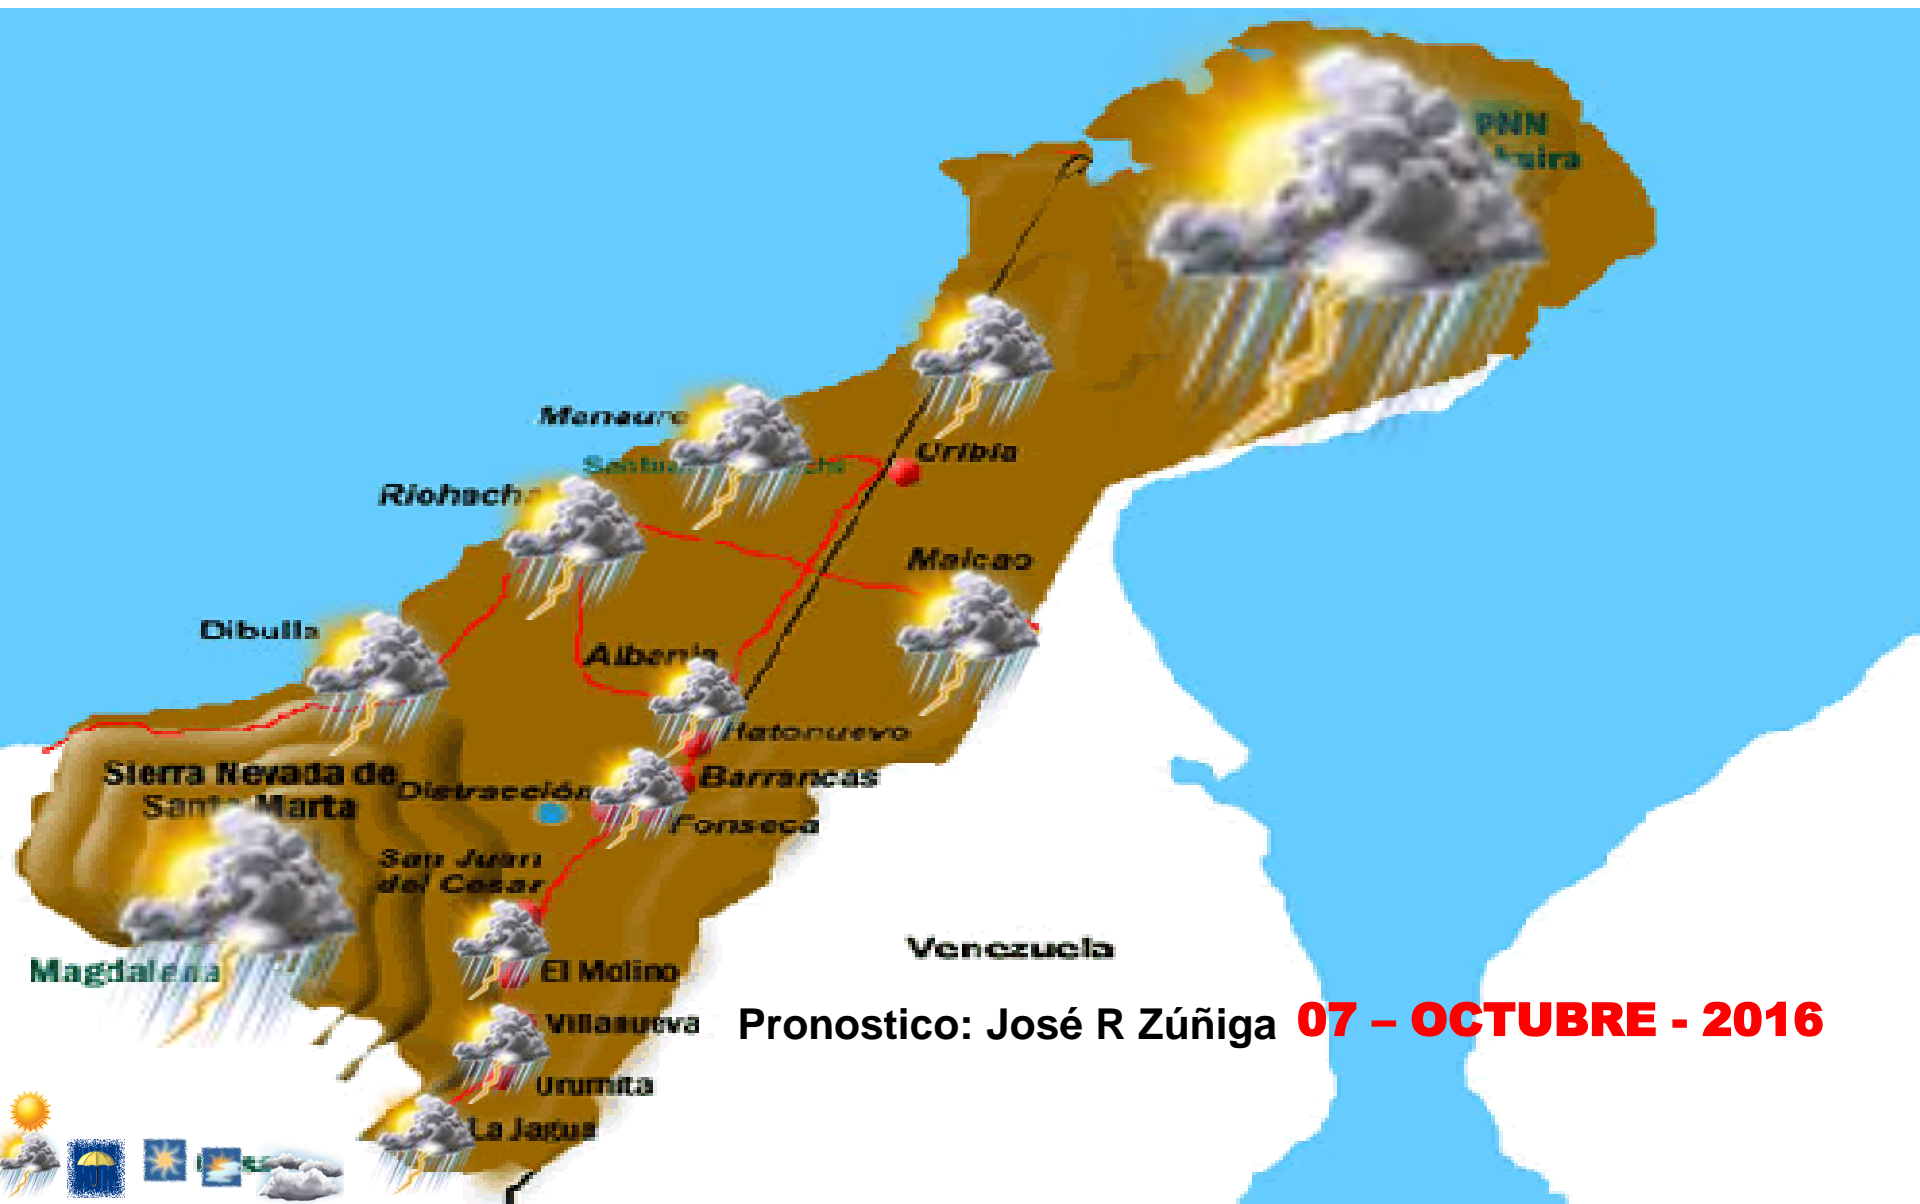 PNN
Manaure
Uribia
Riohacha
Maicao
Dibulla
Albania
Hatonuevo
Sierra Nevada de
Santa Marta
Distracción
Barrancas
Fonseca
San Juan
del Cesar
Venezuela
Magdalena
El Molino
Villanueva
Pronostico: José R Zúñiga 07 – OCTUBRE - 2016
Urumita
La Jagua